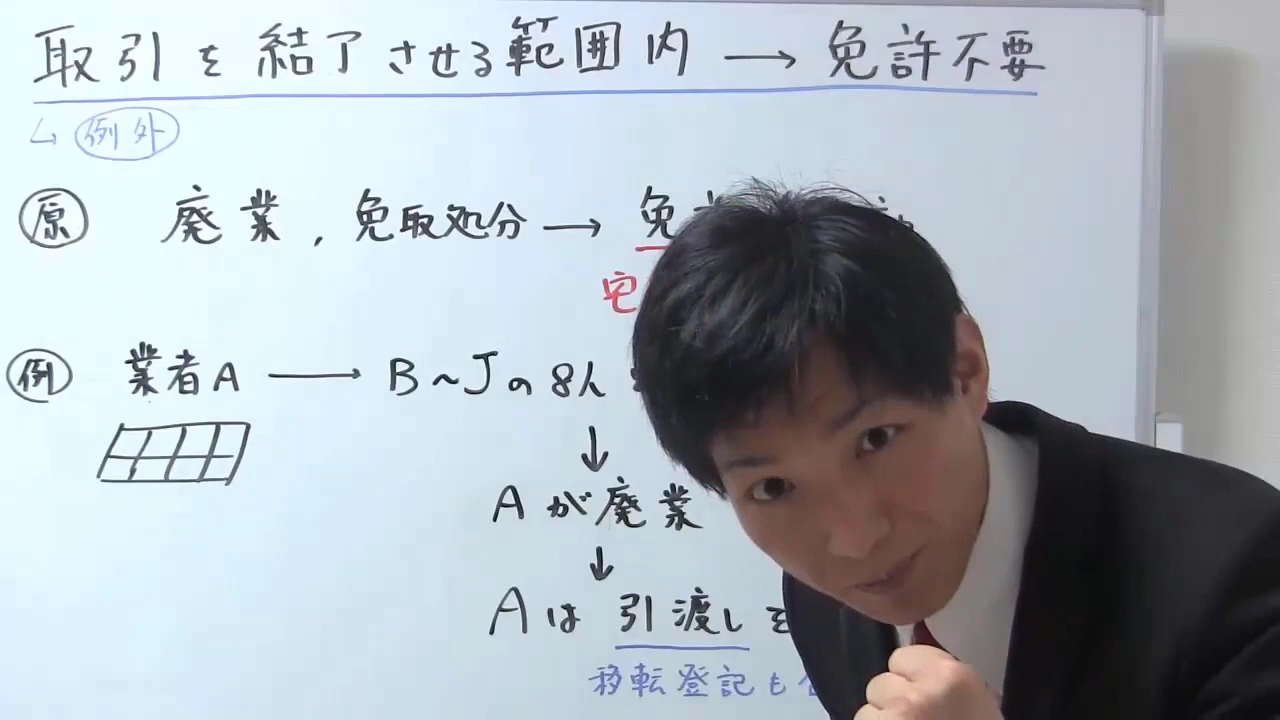 取引を結了させる範囲内 → 免許不要
↳ 例外
原 廃業, 免取処分 → 免
宅
例 業者A → B〜Jの8人
↓
Aが廃業
↓
Aは引渡しを
移転登記も